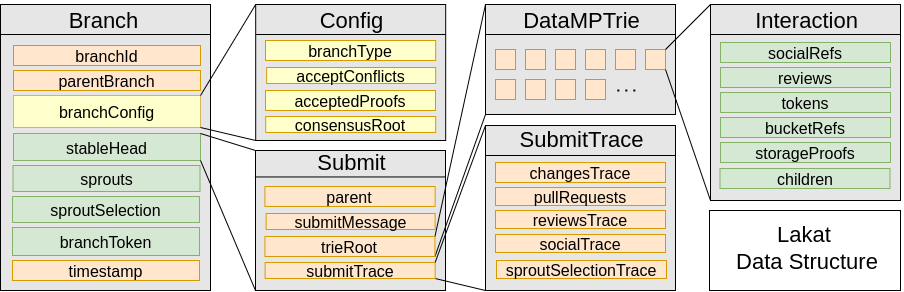 Branch
branchId
parentBranch
branchConfig
stableHead
sprouts
sproutSelection
branchToken
timestamp
Config
branchType
acceptConflicts
acceptedProofs
consensusRoot
Submit
parent
submitMessage
trieRoot
submitTrace
DataMPTrie
...
SubmitTrace
changesTrace
pullRequests
reviewsTrace
socialTrace
sproutSelectionTrace
Interaction
socialRefs
reviews
tokens
bucketRefs
storageProofs
children
Lakat
Data Structure